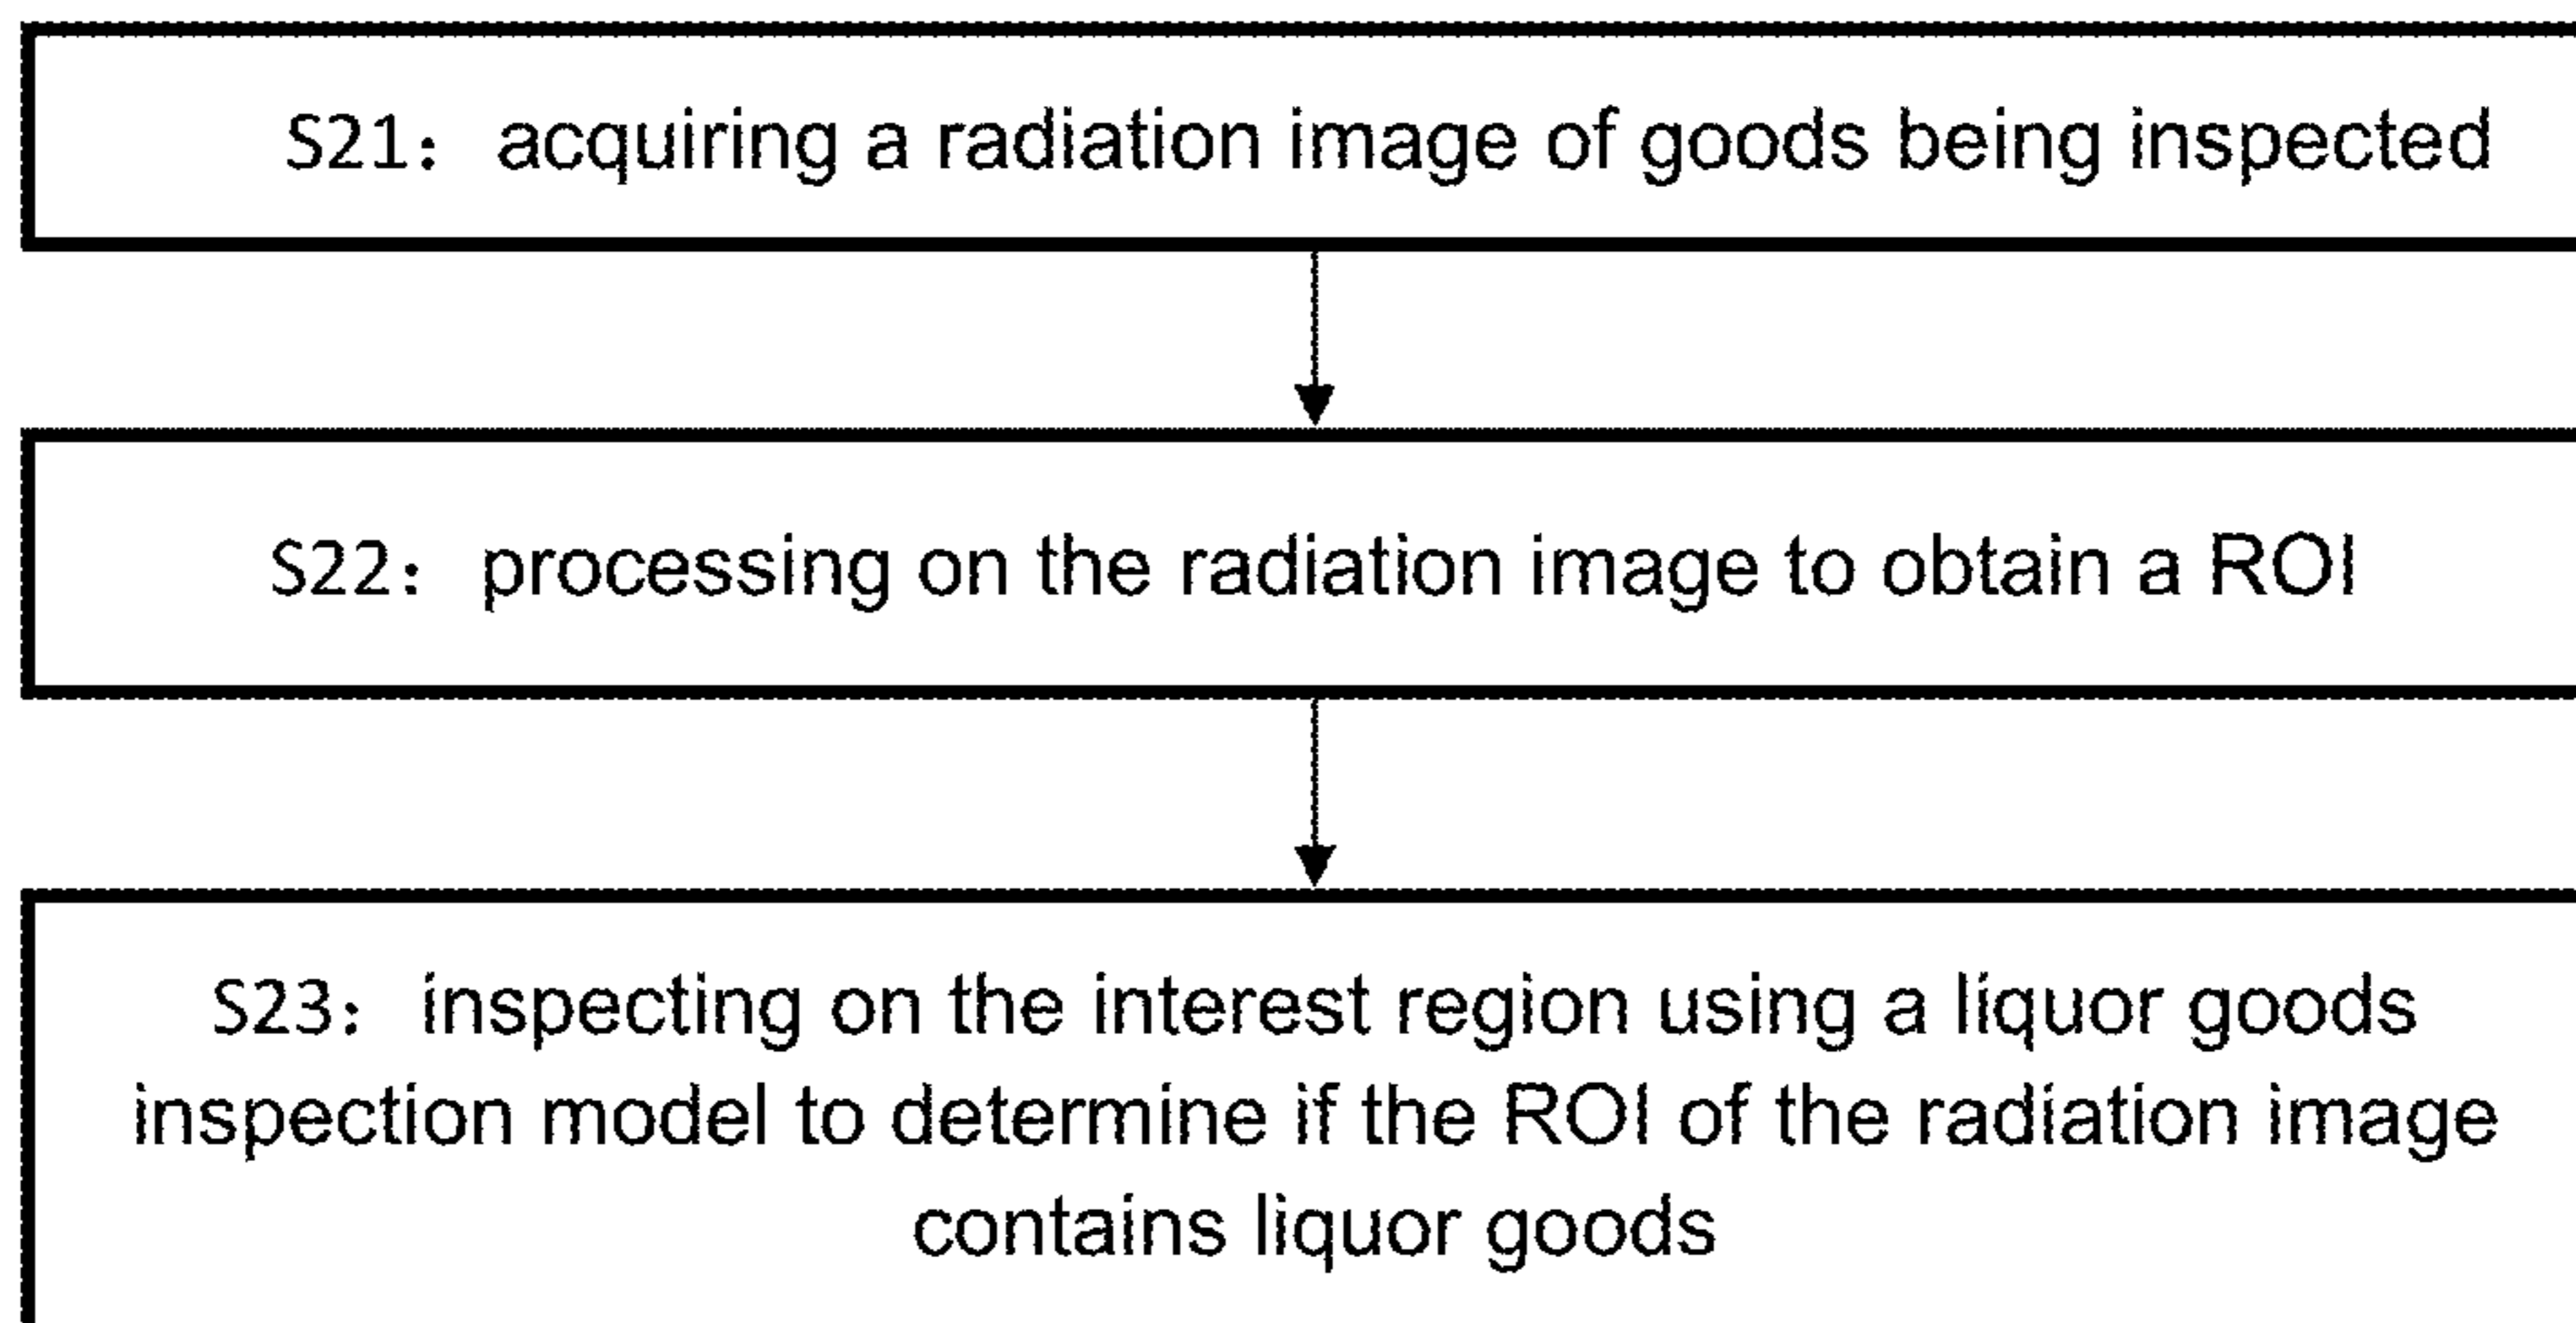 S21: acquiring a radiation image of goods being inspected
S22: processing on the radiation image to obtain a ROI
S23: inspecting on the interest region using a liquor goods
inspection model to determine if the ROI of the radiation image
contains liquor goods